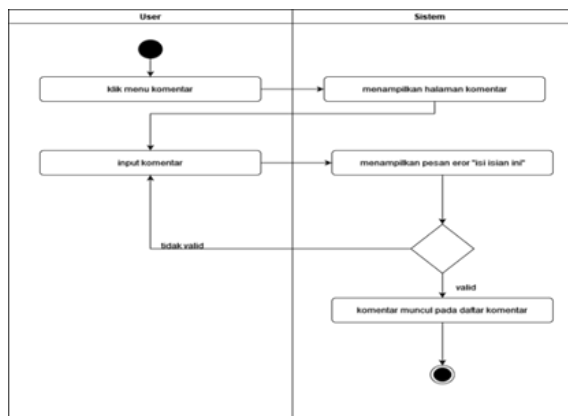 User
Sistem
klik menu komentar
menampilkan halaman komentar
input komentar
menampilkan pesan eror "isi isian ini"
tidak valid
valid
komentar muncul pada daftar komentar